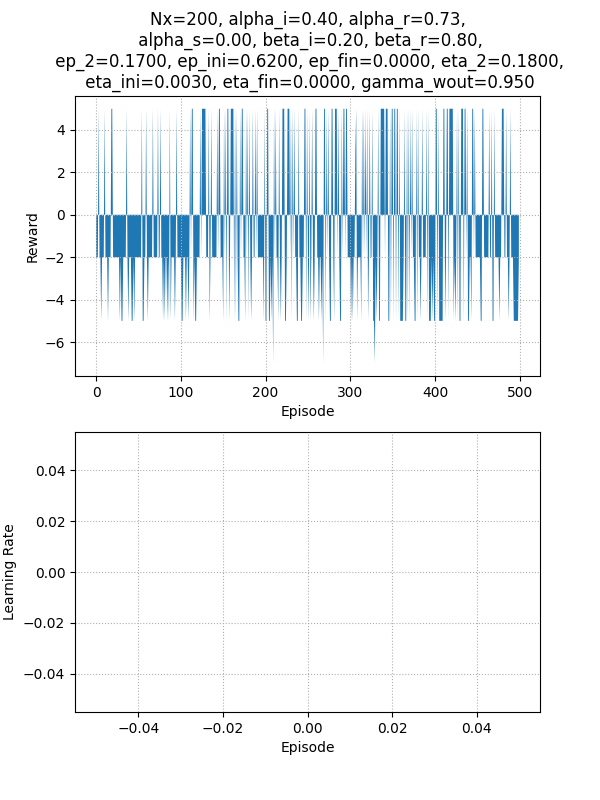 Nx=200, alpha_i=0.40, alpha_r=0.73,
alpha_s=0.00, beta_i=0.20, beta_r=0.80,
ep_2=0.1700, ep_ini=0.6200, ep_fin=0.0000, eta_2=0.1800,
eta_ini=0.0030, eta_fin=0.0000, gamma_wout=0.950
4
2
0
−2
−4
−6
Reward
0 100 200 300 400 500
Episode
0.04
0.02
0.00
−0.02
−0.04
Learning Rate
−0.04 −0.02 0.00 0.02 0.04
Episode